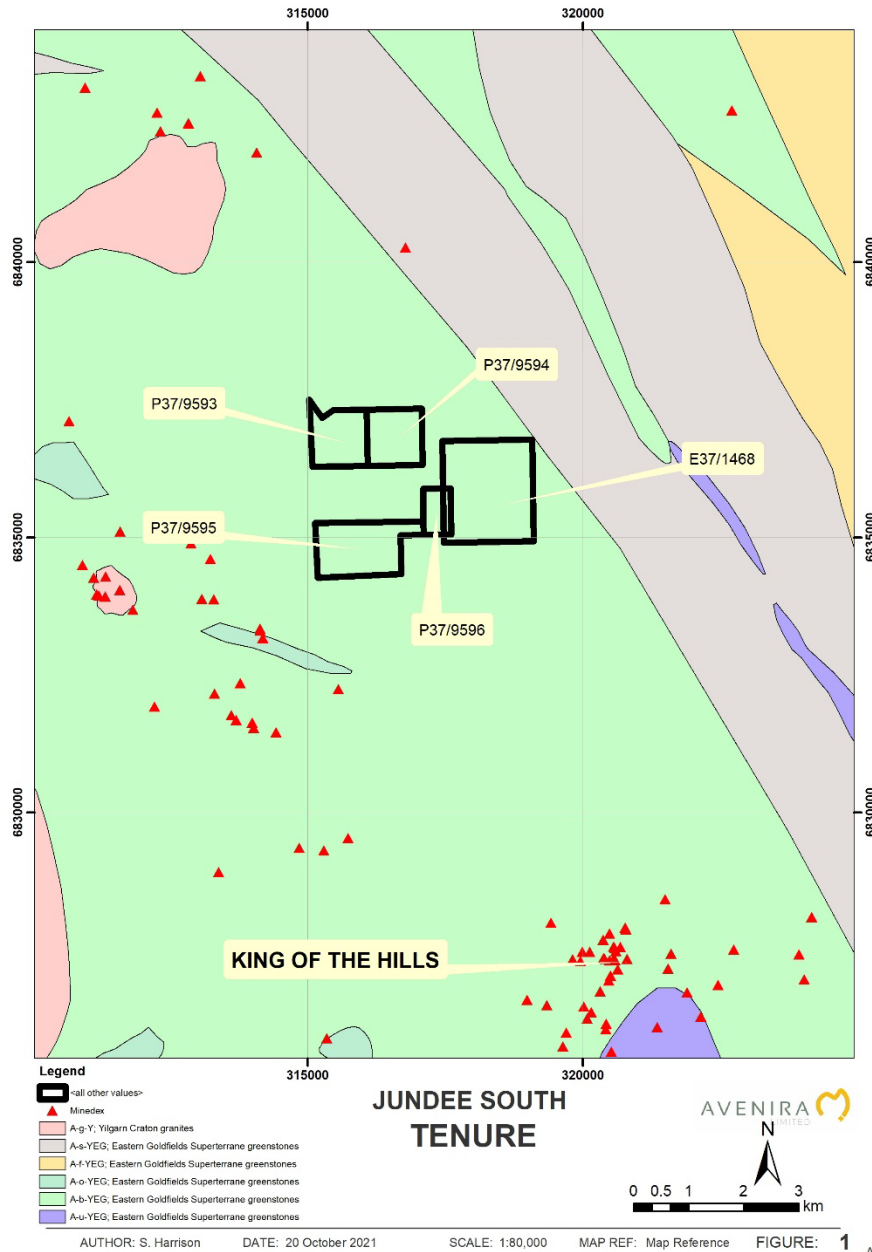 315000 320000
6840000 6840000
P37/9594
P37/9593
E37/1468
P37/9595
6835000 6835000
P37/9596
6830000 6830000
KING OF THE HILLS
315000 320000
Legend
<all other values>
Minedex
A-g-Y; Yilgarn Craton granites
A-s-YEG; Eastern Goldfields Superterrane greenstones
A-f-YEG; Eastern Goldfields Superterrane greenstones
A-o-YEG; Eastern Goldfields Superterrane greenstones
A-b-YEG; Eastern Goldfields Superterrane greenstones
A-u-YEG; Eastern Goldfields Superterrane greenstones
JUNDEE SOUTH
TENURE
AVENIRA
LIMITED
N
0 0.5 1 2 3
km
AUTHOR: S. Harrison DATE: 20 October 2021 SCALE: 1:80,000 MAP REF: Map Reference FIGURE: 1
A